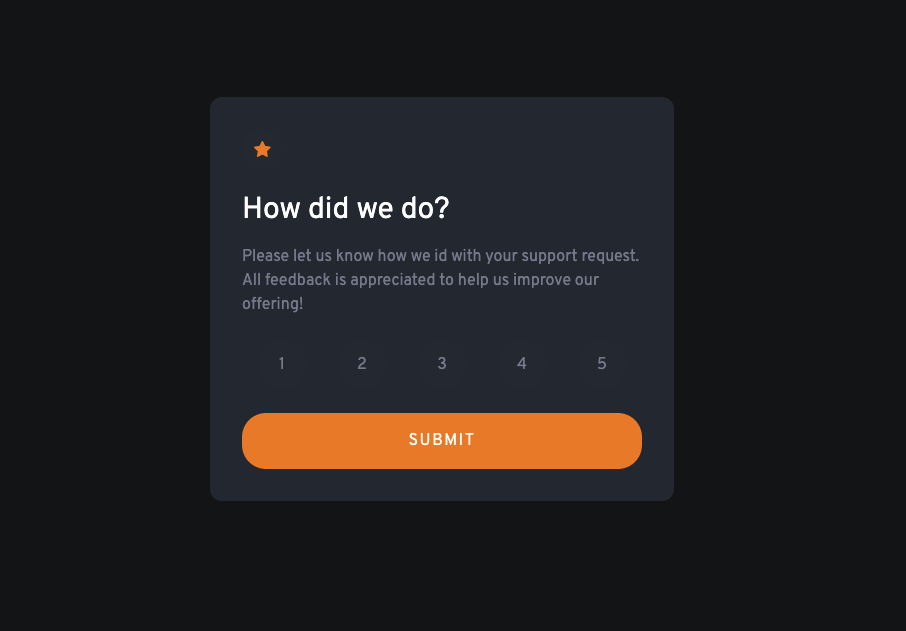 How did we do?
Please let us know how we id with your support request.
All feedback is appreciated to help us improve our
offering!
1 2 3 4 5
SUBMIT